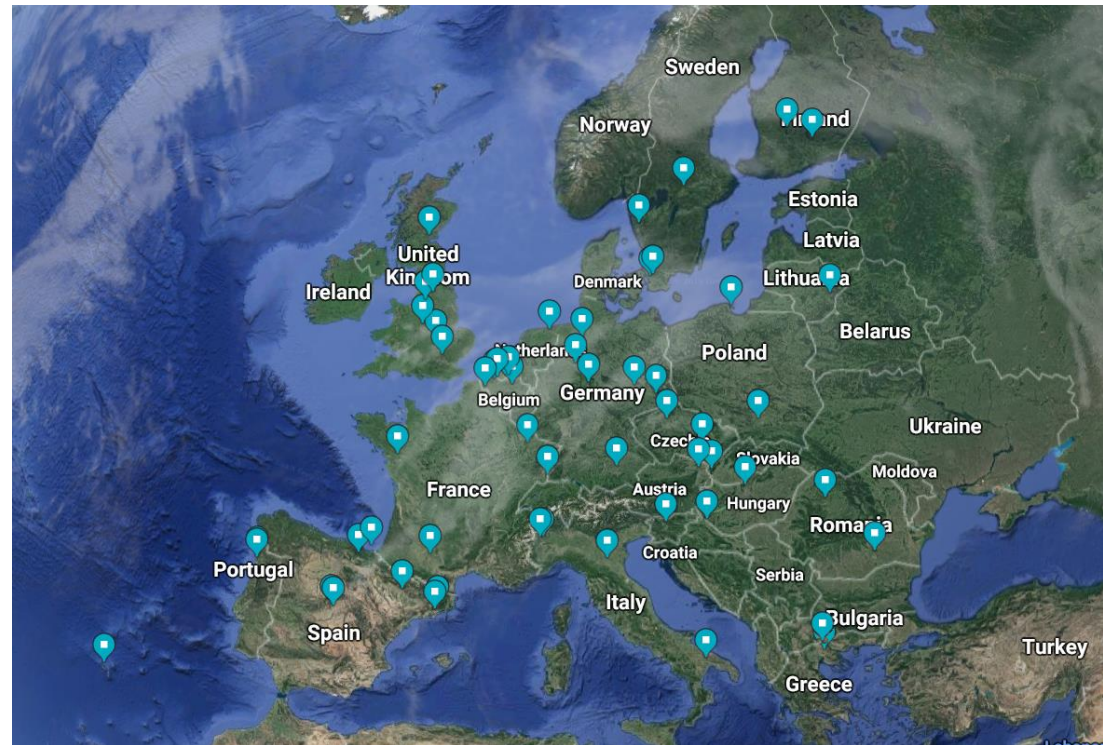 Sweden
Norway
Finland
Estonia
Latvia
United
Kingdom
Denmark
Lithuania
Ireland
Belarus
Netherlands
Poland
Germany
Belgium
Ukraine
Czechia
Slovakia
Moldova
France
Austria
Hungary
Romania
Croatia
Portugal
Serbia
Italy
Bulgaria
Spain
Turkey
Greece